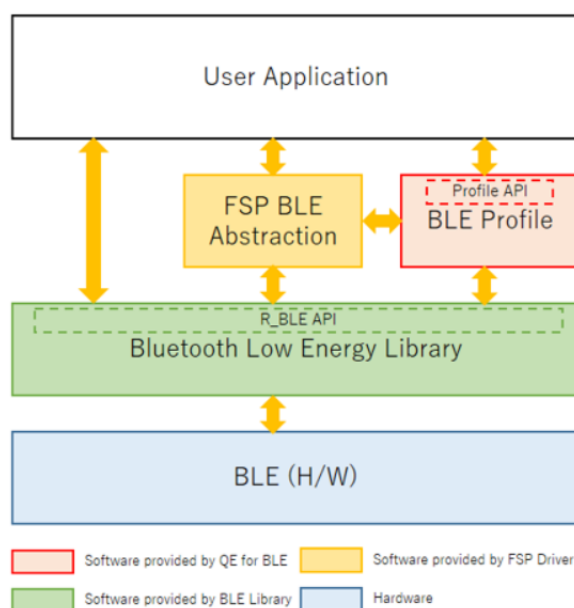 User Application
FSP BLE
Abstraction
Profile API
BLE Profile
R_BLE API
Bluetooth Low Energy Library
BLE (H/W)
Software provided by QE for BLE
Software provided by FSP Driver
Software provided by BLE Library
Hardware